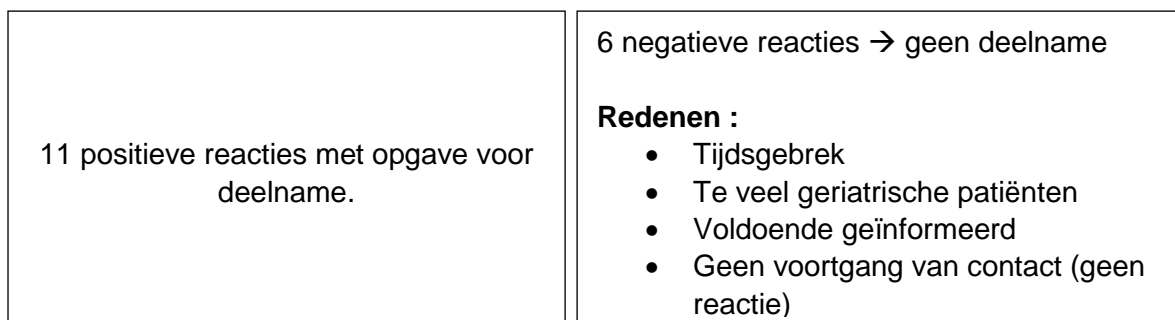 11 positieve reacties met opgave voor
deelname.
6 negatieve reacties → geen deelname
Redenen :
• Tijdsgebrek
• Te veel geriatrische patiënten
• Voldoende geïnformeerd
• Geen voortgang van contact (geen
reactie)